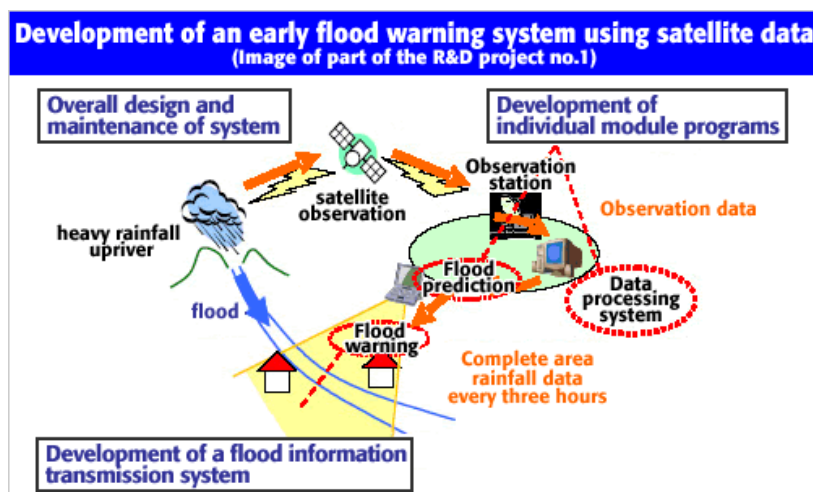 Development of an early flood warning system using satellite data
(Image of part of the R&D project no.1)
Overall design and
maintenance of system
Development of
individual module programs
satellite
observation
Observation
station
Observation data
heavy rainfall
upriver
Flood
prediction
Data
processing
system
flood
Flood
warning
Complete area
rainfall data
every three hours
Development of a flood information
transmission system